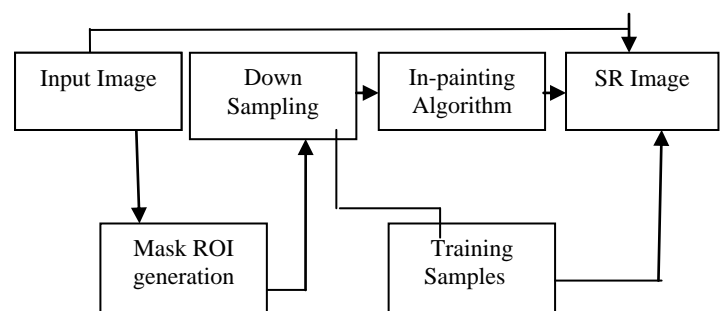 Input Image
Down
Sampling
In-painting
Algorithm
SR Image
Mask ROI
generation
Training
Samples